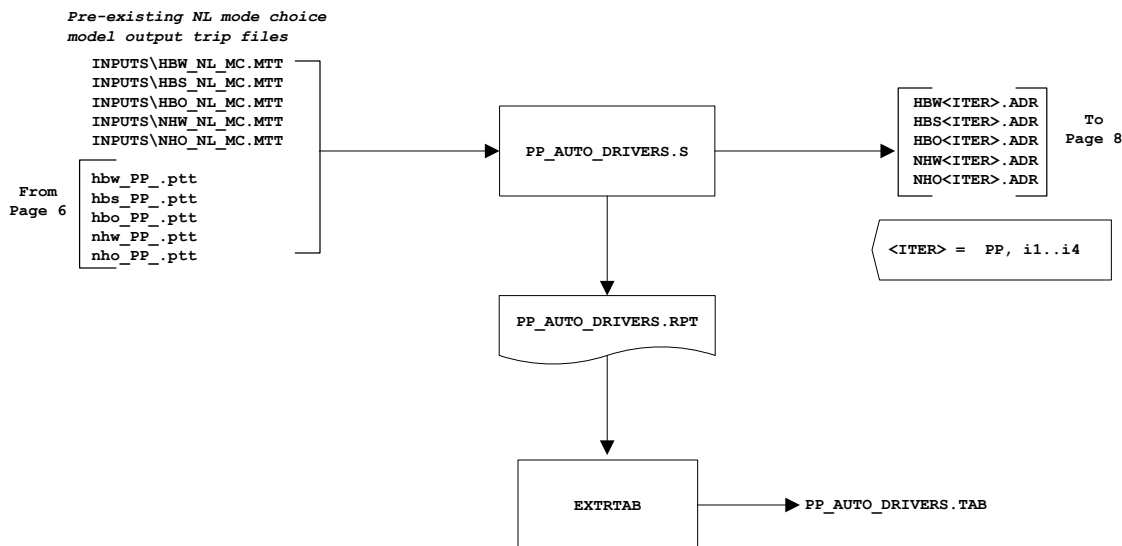 Pre-existing NL mode choice
model output trip files
INPUTS\HBW_NL_MC.MTT
INPUTS\HBS_NL_MC.MTT
INPUTS\HBO_NL_MC.MTT
INPUTS\NHW_NL_MC.MTT
INPUTS\NHO_NL_MC.MTT
From
Page 6
hbw_PP_.ptt
hbs_PP_.ptt
hbo_PP_.ptt
nhw_PP_.ptt
nho_PP_.ptt
PP_AUTO_DRIVERS.S
HBW<ITER>.ADR
HBS<ITER>.ADR
HBO<ITER>.ADR
NHW<ITER>.ADR
NHO<ITER>.ADR
To
Page 8
<ITER> = PP, i1..i4
PP_AUTO_DRIVERS.RPT
EXTRTAB
PP_AUTO_DRIVERS.TAB